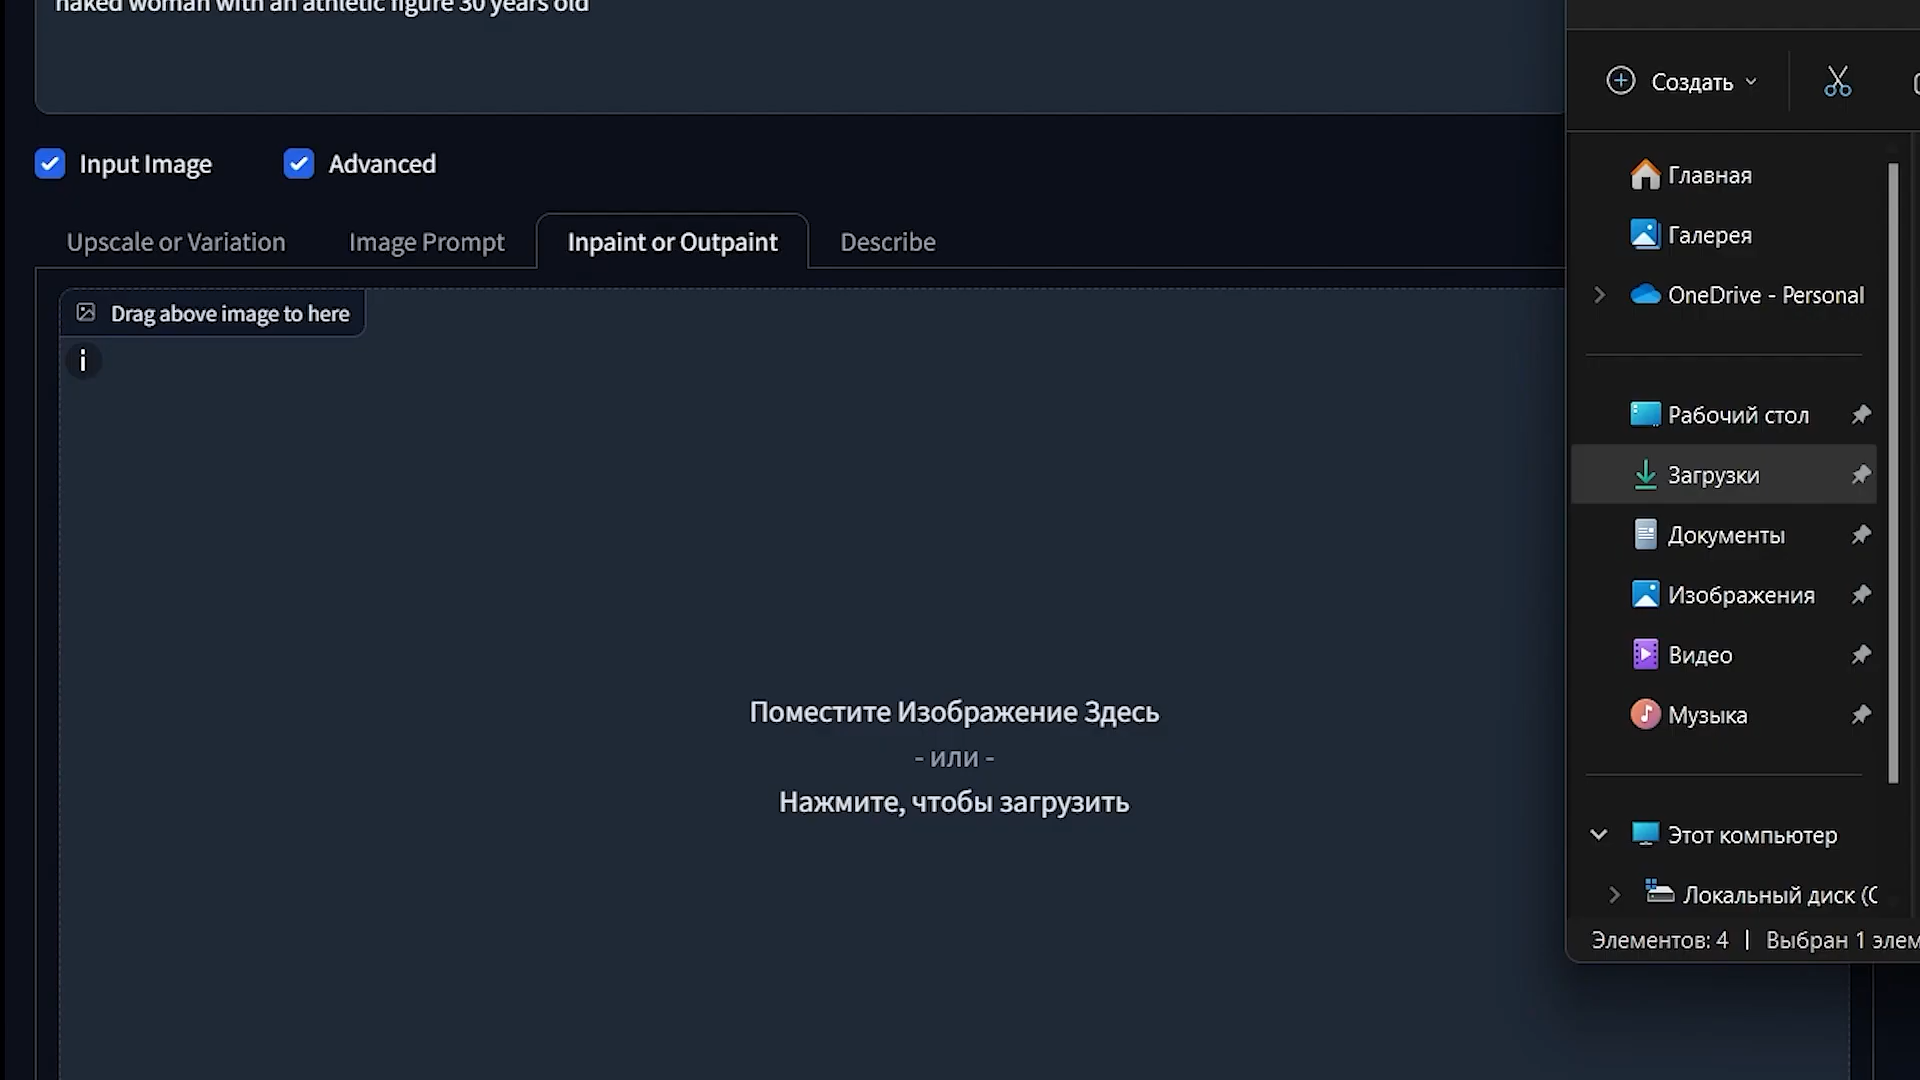 naked woman with an athletic figure 30 years old
Input Image
Advanced
Upscale or Variation
Image Prompt
Inpaint or Outpaint
Describe
Drag above image to here
i
Поместите Изображение Здесь
- или -
Нажмите, чтобы загрузить
Создать
Главная
Галерея
OneDrive - Personal
Рабочий стол
Загрузки
Документы
Изображения
Видео
Музыка
Этот компьютер
Локальный диск (C
Элементов: 4
Выбран 1 элем